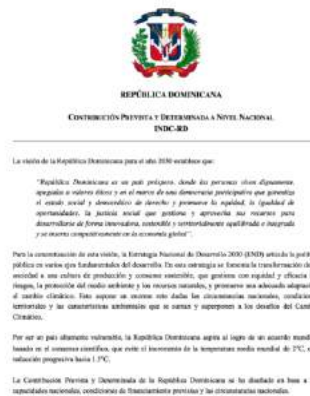 REPÚBLICA DOMINICANA
CONTRIBUCIÓN PREVISTA Y DETERMINADA A NIVEL NACIONAL
INDC-RD
La visión de la República Dominicana para el año 2030 establece que:
"República Dominicana es un país próspero, donde las personas viven dignamente,
apegadas a valores éticos y en el marco de una democracia participativa que garantiza
el estado social y democrático de derecho y promueve la equidad, la igualdad de
oportunidades, la justicia social que gestiona y aprovecha sus recursos para
desarrollarse de forma innovadora, sostenible y territorialmente equilibrada e integrada
y se inserta competitivamente en la economía global".
Para la concretización de esta visión, la Estrategia Nacional de Desarrollo 2030 (END) articula la polít
pública en varios ejes fundamentales del desarrollo. En esta estrategia se fomenta la transformación de
sociedad a una cultura de producción y consumo sostenible, que gestiona con equidad y eficacia
riesgos, la protección del medio ambiente y los recursos naturales, y promueve una adecuada adaptació
al cambio climático. Esto supone un enorme reto dadas las circunstancias nacionales, condicion
territoriales y las características ambientales que se suman y superponen a los desafíos del Camb
Climático.
Por ser un país altamente vulnerable, la República Dominicana aspira al logro de un acuerdo mundi
basado en el consenso científico, que evite el incremento de la temperatura media mundial de 2°C, c
reducción progresiva hacia 1.5°C.
La Contribución Prevista y Determinada de la República Dominicana se ha diseñado en base a
capacidades nacionales, condiciones de financiamiento previstas y las circunstancias nacionales.